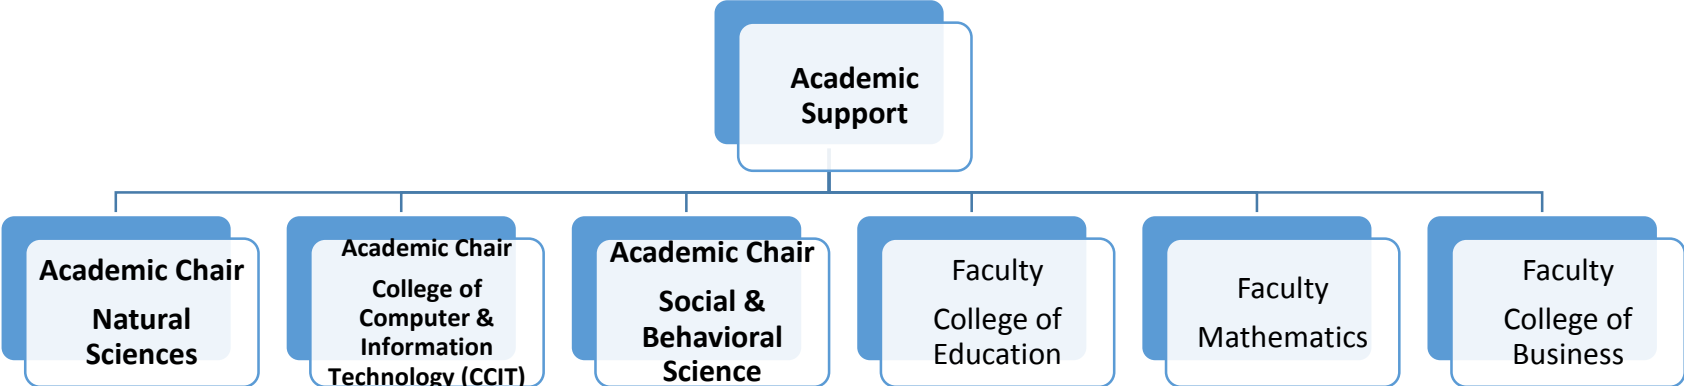 Academic
Support
Academic Chair
Natural
Sciences
Academic Chair
College of
Computer &
Information
Technology (CCIT)
Academic Chair
Social &
Behavioral
Science
Faculty
College of
Education
Faculty
Mathematics
Faculty
College of
Business